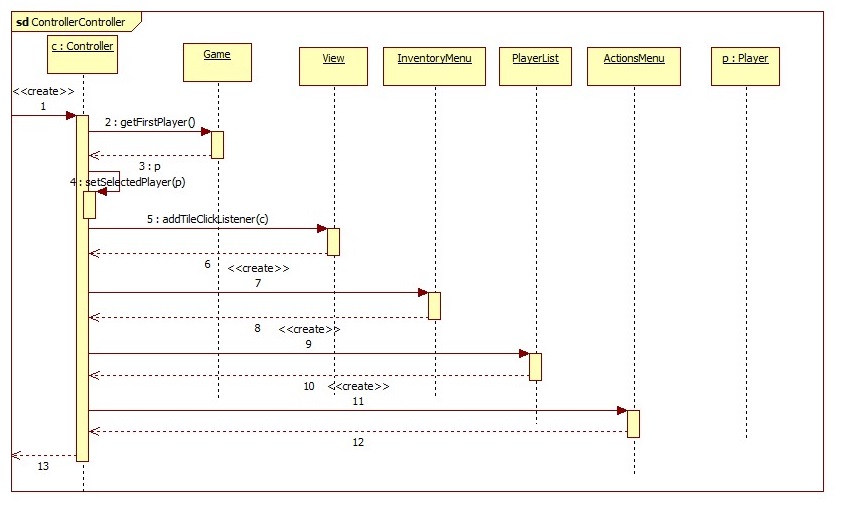 sd ControllerController
c : Controller
Game
View
InventoryMenu
PlayerList
ActionsMenu
p : Player
<<create>>
1
2 : getFirstPlayer()
3 : p
4 : setSelectedPlayer(p)
5 : addTileClickListener(c)
6
<<create>>
7
8
<<create>>
9
10
<<create>>
11
12
13